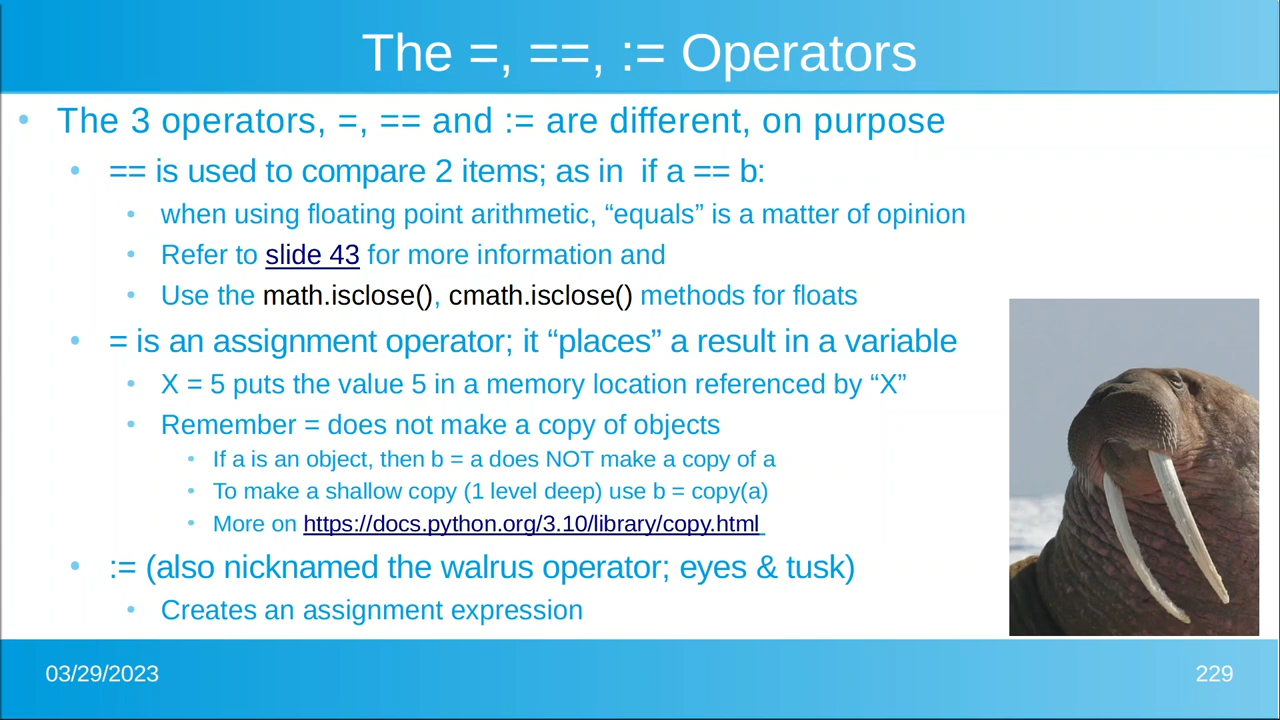 The =, ==, := Operators
• The 3 operators, =, == and := are different, on purpose
• == is used to compare 2 items; as in  if a == b:
• when using floating point arithmetic, “equals” is a matter of opinion
• Refer to slide 43 for more information and
• Use the math.isclose(), cmath.isclose() methods for floats
• = is an assignment operator; it “places” a result in a variable
• X = 5 puts the value 5 in a memory location referenced by “X”
• Remember = does not make a copy of objects
• If a is an object, then b = a does NOT make a copy of a
• To make a shallow copy (1 level deep) use b = copy(a)
• More on https://docs.python.org/3.10/library/copy.html
• := (also nicknamed the walrus operator; eyes & tusk)
• Creates an assignment expression
03/29/2023
229